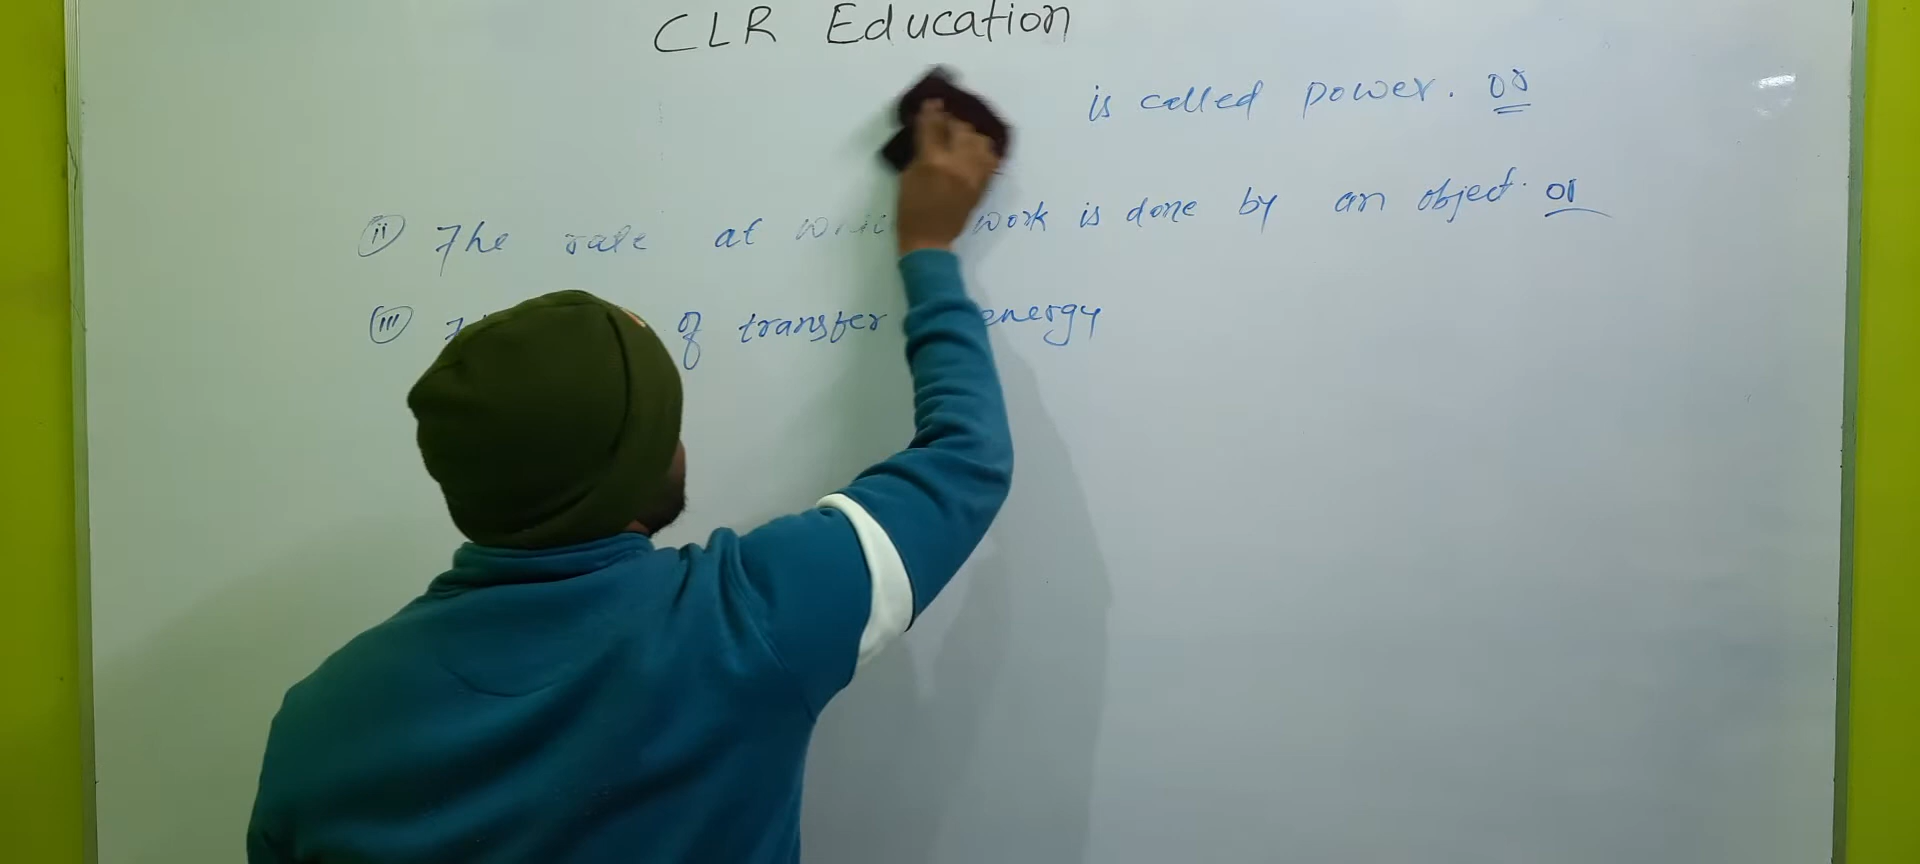 CLR Education
is called power. or
(ii) The rate at work is done by an object. or
(iii) of transfer energy